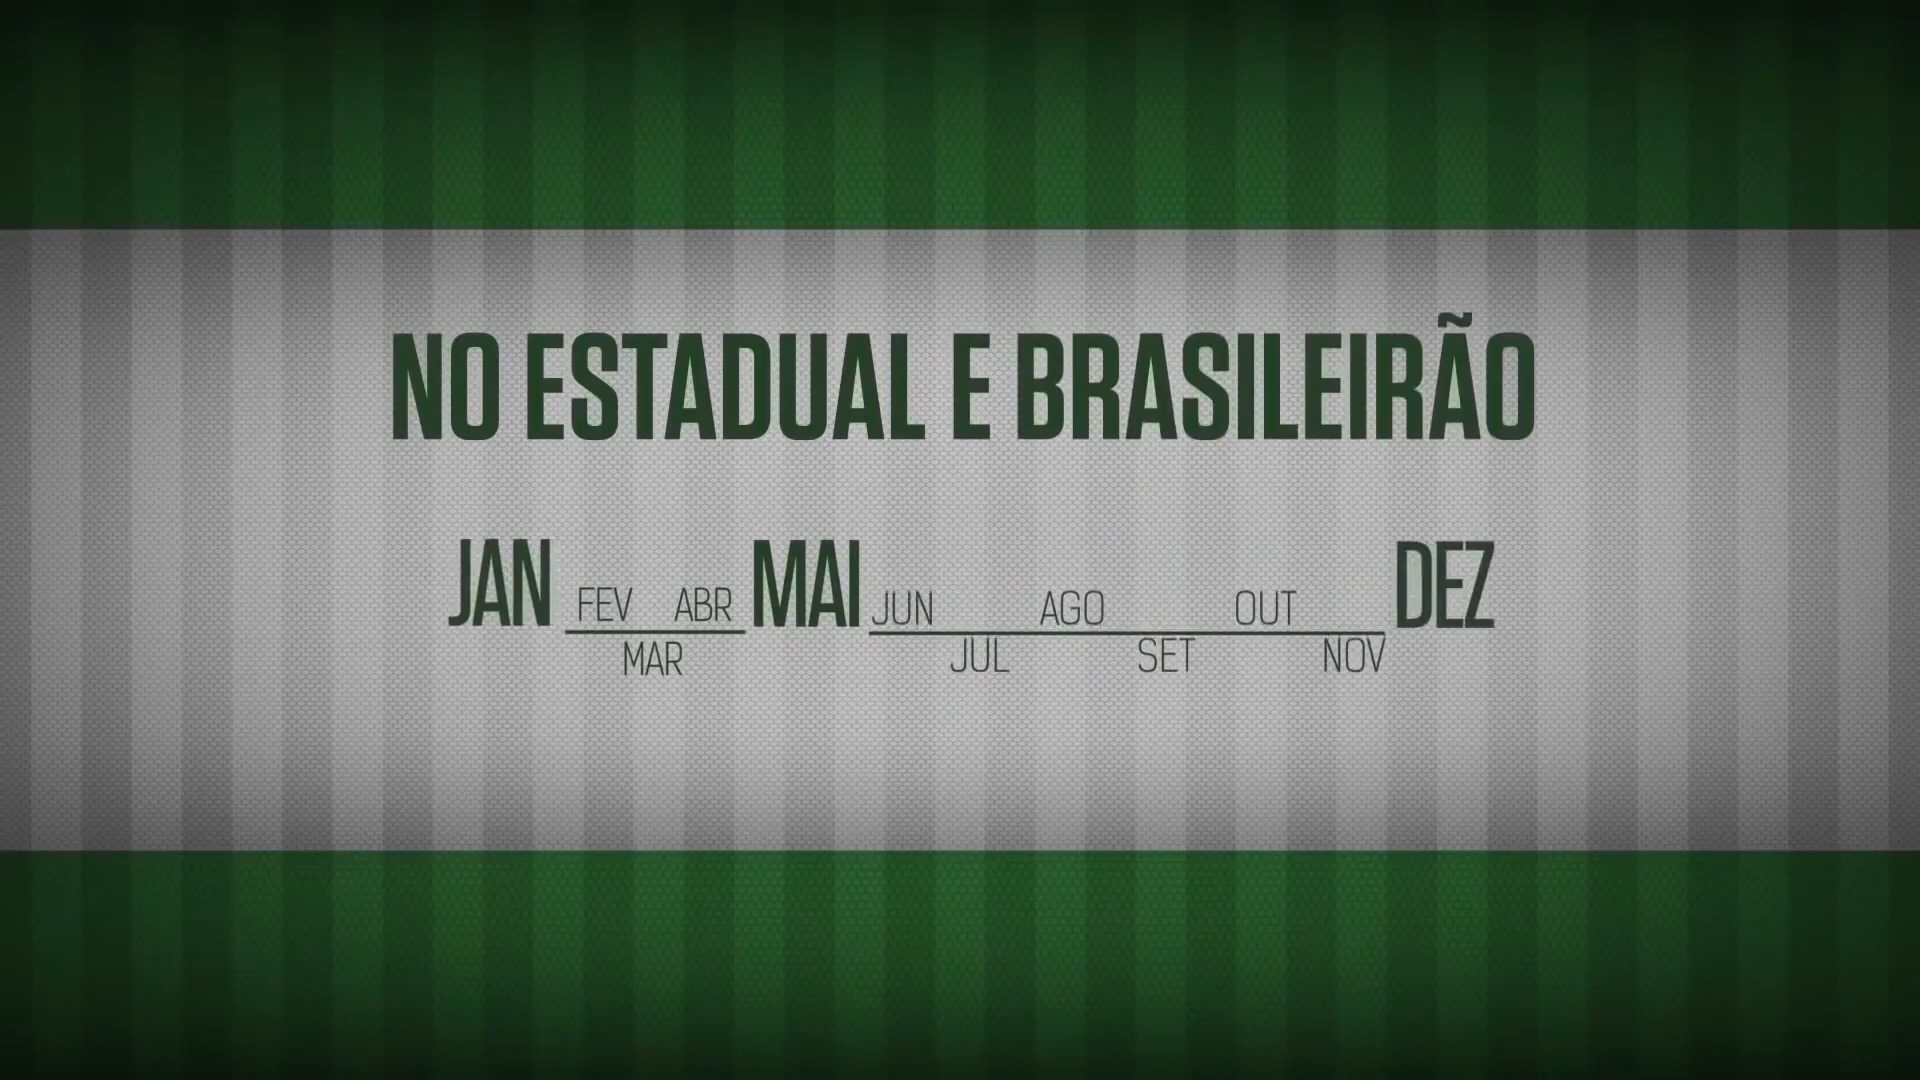 NO ESTADUAL E BRASILEIRÃO
JAN FEV ABR MAI JUN AGO OUT DEZ
MAR JUL SET NOV